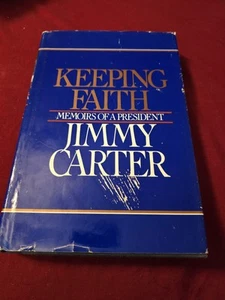 KEEPING
FAITH
MEMOIRS OF A PRESIDENT
JIMMY
CARTER